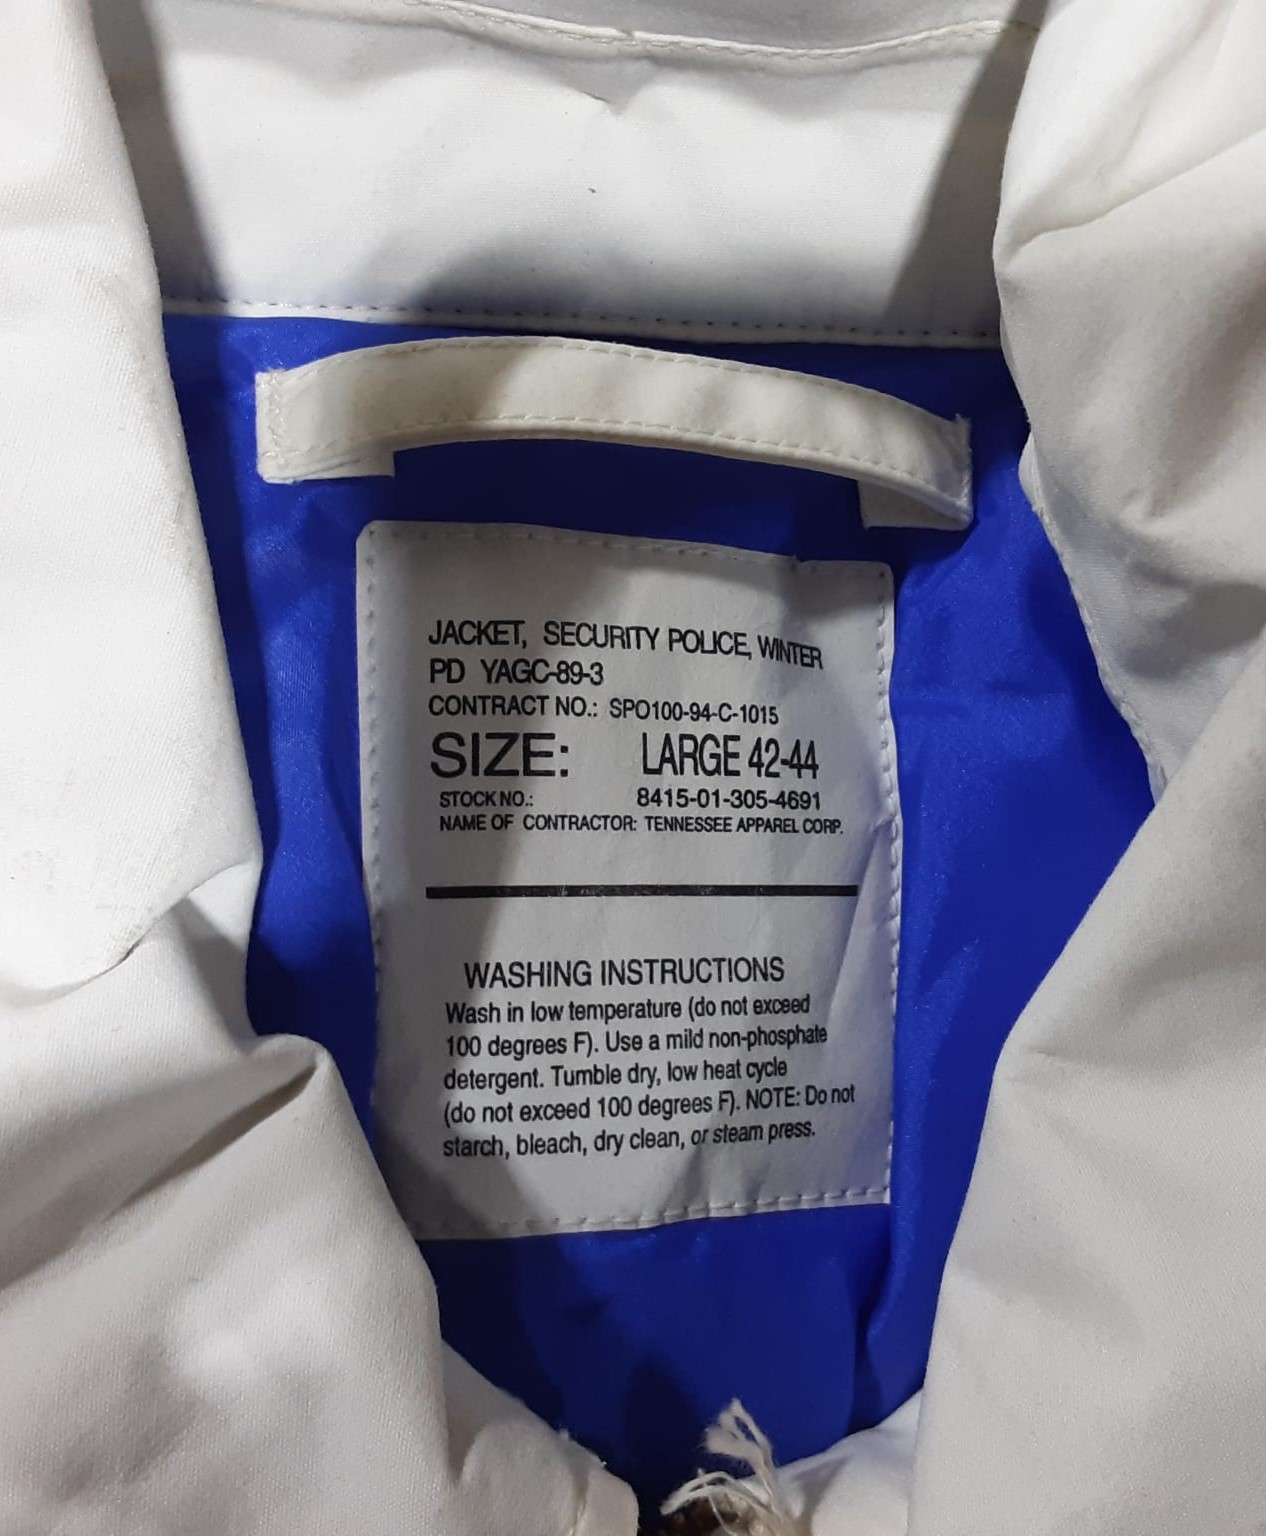 JACKET, SECURITY POLICE, WINTER
PD YAGC-89-3
CONTRACT NO.: SPO100-94-C-1015
SIZE: LARGE 42-44
STOCK NO.: 8415-01-305-4691
NAME OF CONTRACTOR: TENNESSEE APPAREL CORP.
WASHING INSTRUCTIONS
Wash in low temperature (do not exceed
100 degrees F). Use a mild non-phosphate
detergent. Tumble dry, low heat cycle
(do not exceed 100 degrees F). NOTE: Do not
starch, bleach, dry clean, or steam press.